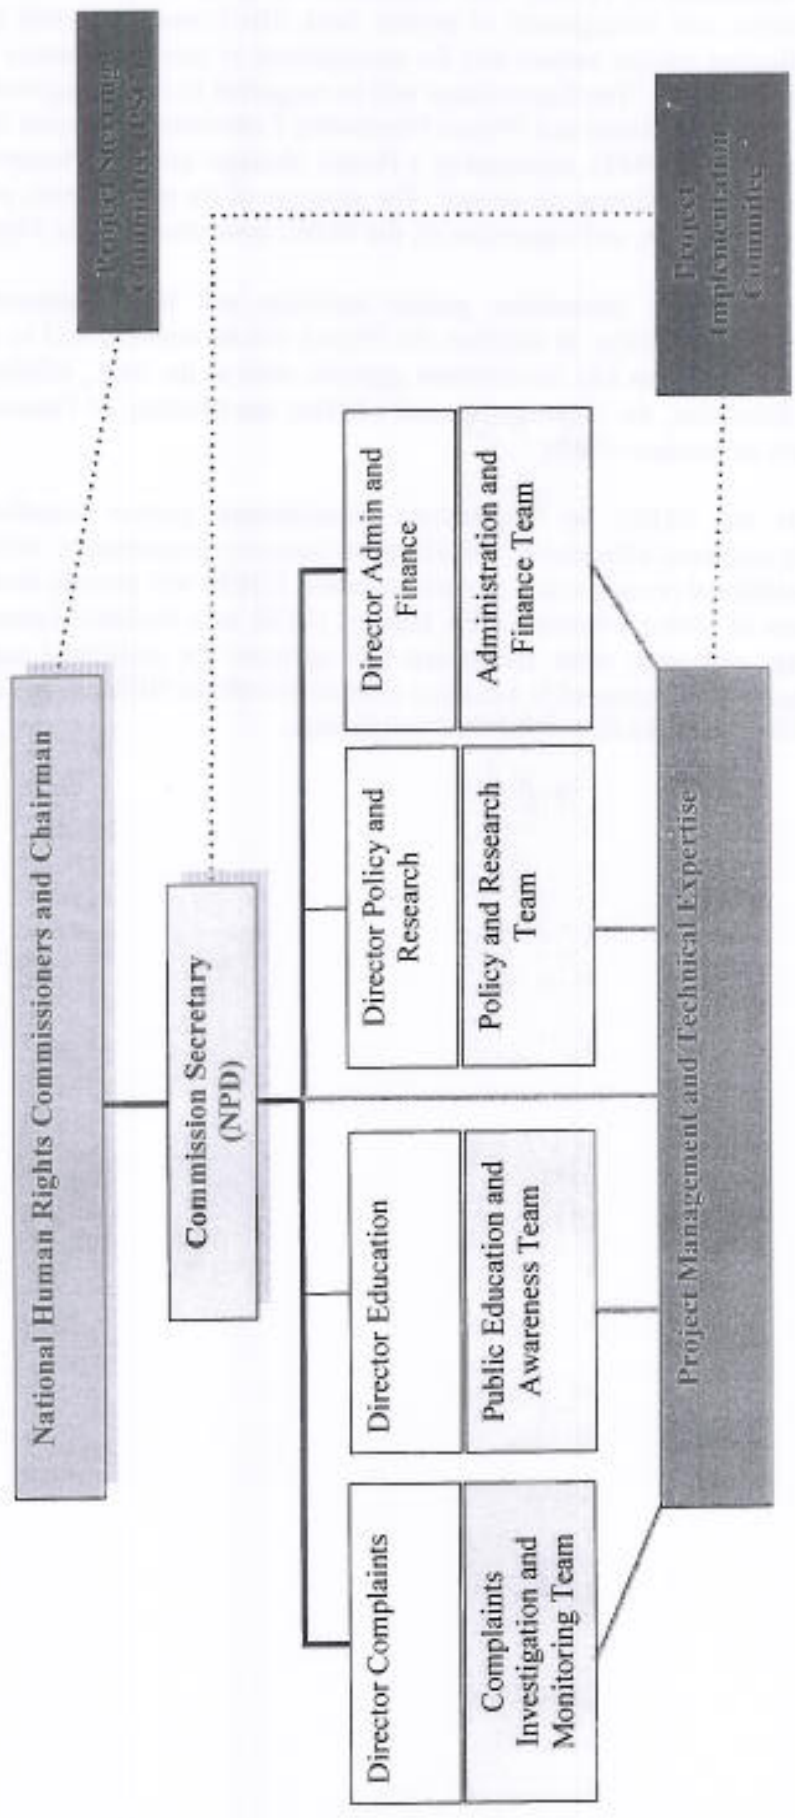 National Human Rights Commissioners and Chairman
Project Steering
Committee (PSC)
Commission Secretary
(NPD)
Director Complaints
Complaints
Investigation and
Monitoring Team
Director Education
Public Education and
Awareness Team
Director Policy and
Research
Policy and Research
Team
Director Admin and
Finance
Administration and
Finance Team
Project
Implementation
Committee
Project Management and Technical Expertise